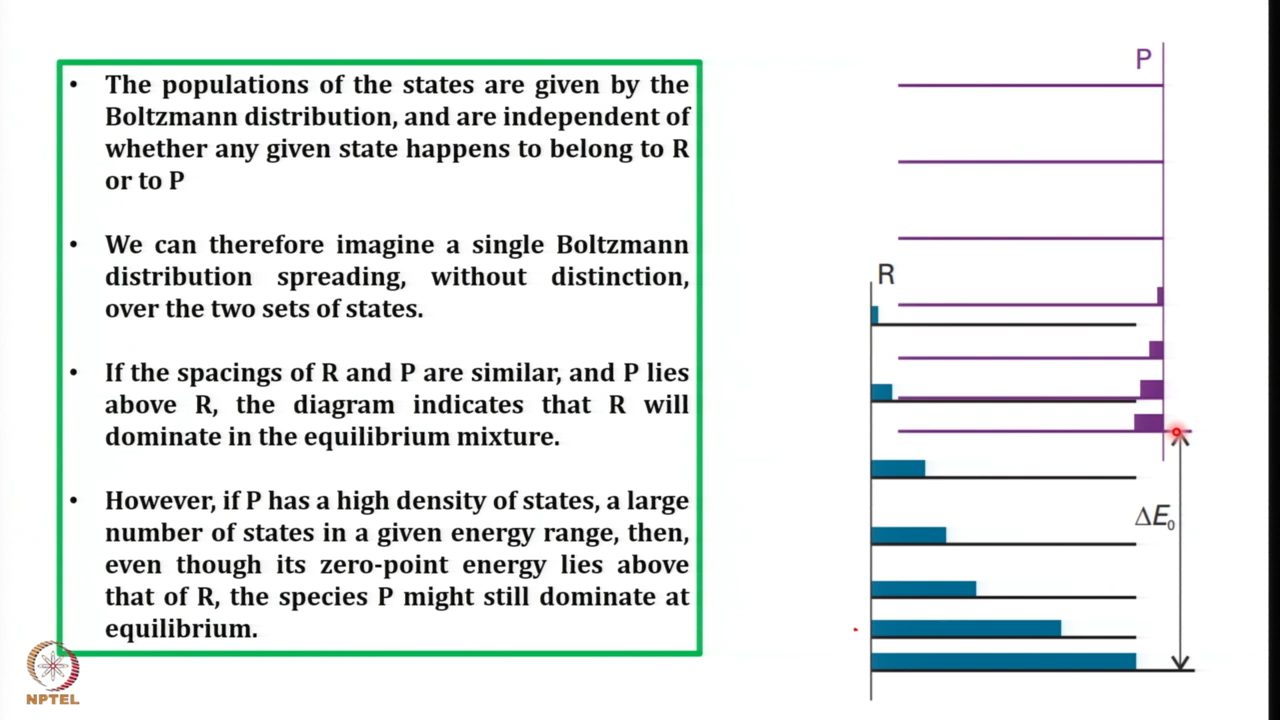 • The populations of the states are given by the
Boltzmann distribution, and are independent of
whether any given state happens to belong to R
or to P
• We can therefore imagine a single Boltzmann
distribution spreading, without distinction,
over the two sets of states.
• If the spacings of R and P are similar, and P lies
above R, the diagram indicates that R will
dominate in the equilibrium mixture.
• However, if P has a high density of states, a large
number of states in a given energy range, then,
even though its zero-point energy lies above
that of R, the species P might still dominate at
equilibrium.
P
R
ΔE₀
NPTEL